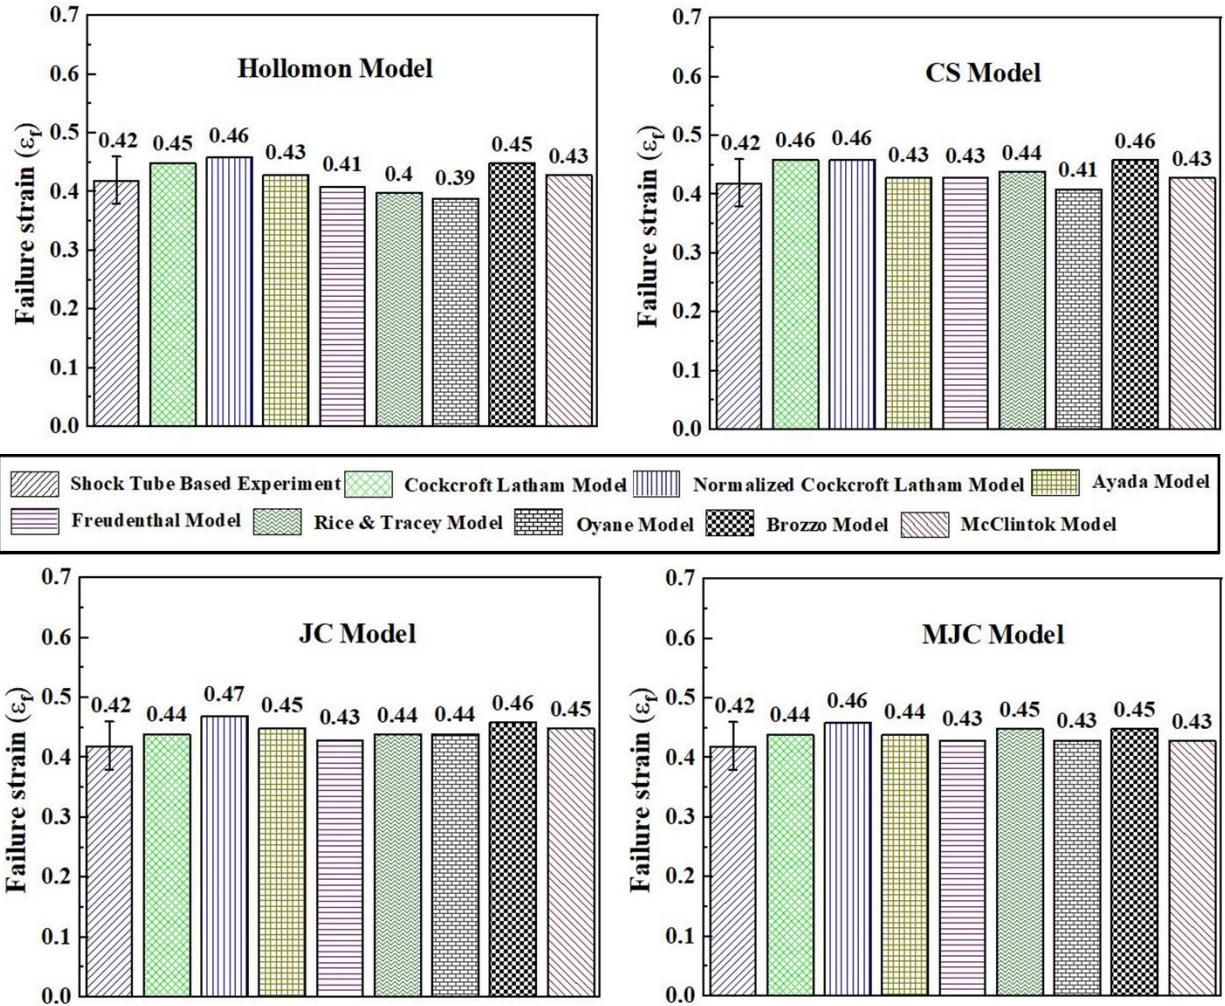 Hollomon Model
Failure strain (εf)
0.7
0.6
0.5
0.4
0.3
0.2
0.1
0.0
0.42 0.45 0.46 0.43 0.41 0.4 0.39 0.45 0.43
CS Model
Failure strain (εf)
0.7
0.6
0.5
0.4
0.3
0.2
0.1
0.0
0.42 0.46 0.46 0.43 0.43 0.44 0.41 0.46 0.43
Shock Tube Based Experiment Cockcroft Latham Model Normalized Cockcroft Latham Model Ayada Model
Freudenthal Model Rice & Tracey Model Oyane Model Brozzo Model McClintok Model
JC Model
Failure strain (εf)
0.7
0.6
0.5
0.4
0.3
0.2
0.1
0.0
0.42 0.44 0.47 0.45 0.43 0.44 0.44 0.46 0.45
MJC Model
Failure strain (εf)
0.7
0.6
0.5
0.4
0.3
0.2
0.1
0.0
0.42 0.44 0.46 0.44 0.43 0.45 0.43 0.45 0.43